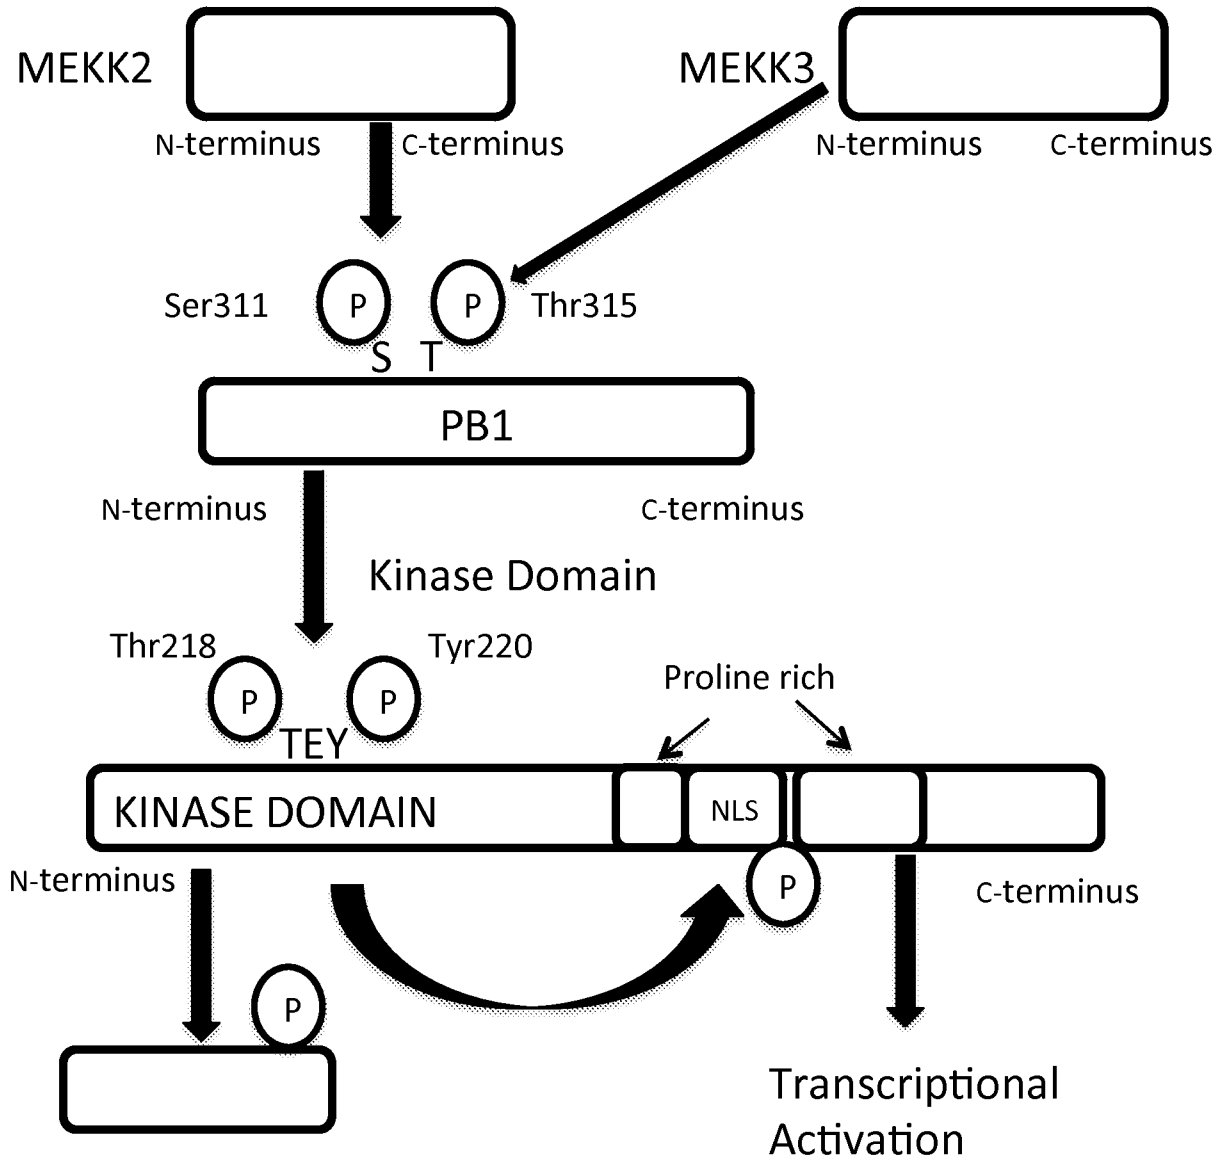 MEKK2
MEKK3
N-terminus
C-terminus
N-terminus
C-terminus
Ser311
P
P
Thr315
S T
PB1
N-terminus
C-terminus
Kinase Domain
Thr218
Tyr220
P
P
Proline rich
TEY
KINASE DOMAIN
NLS
N-terminus
P
C-terminus
P
Transcriptional
Activation